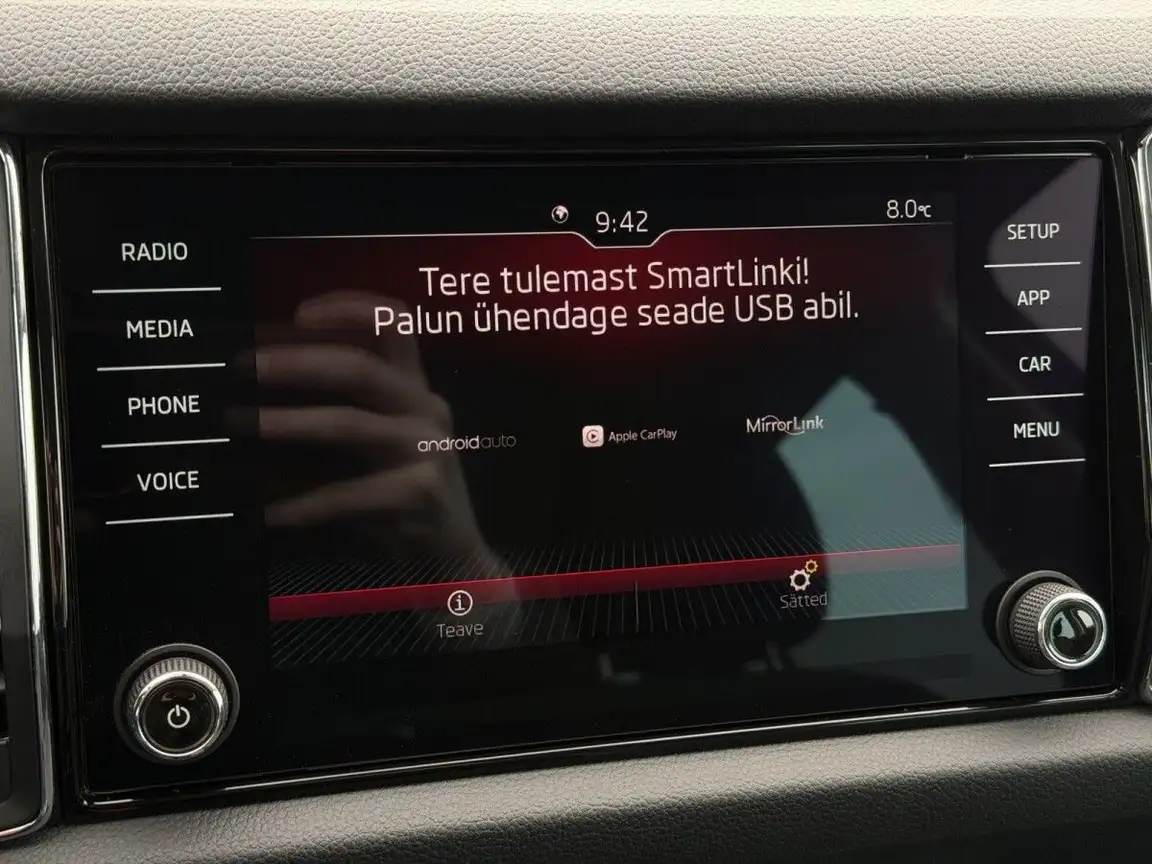 9:42
8.0°C
RADIO
MEDIA
PHONE
VOICE
Tere tulemast SmartLinki!
Palun ühendage seade USB abil.
androidauto
Apple CarPlay
MirrorLink
Teave
Sätted
SETUP
APP
CAR
MENU